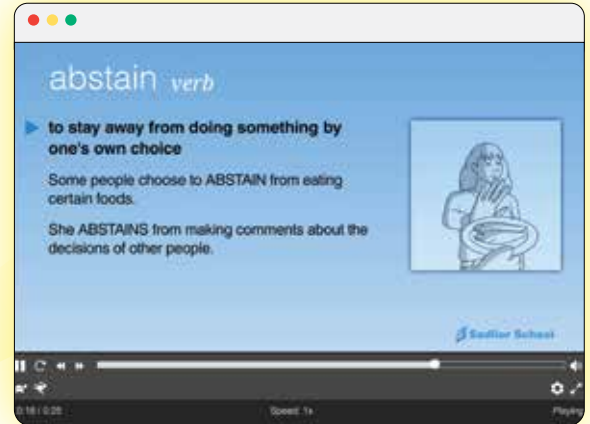 abstain verb
to stay away from doing something by
one's own choice
Some people choose to ABSTAIN from eating
certain foods.
She ABSTAINS from making comments about the
decisions of other people.
Sadlier School
0:18 / 0:25 Speed: 1x Playing